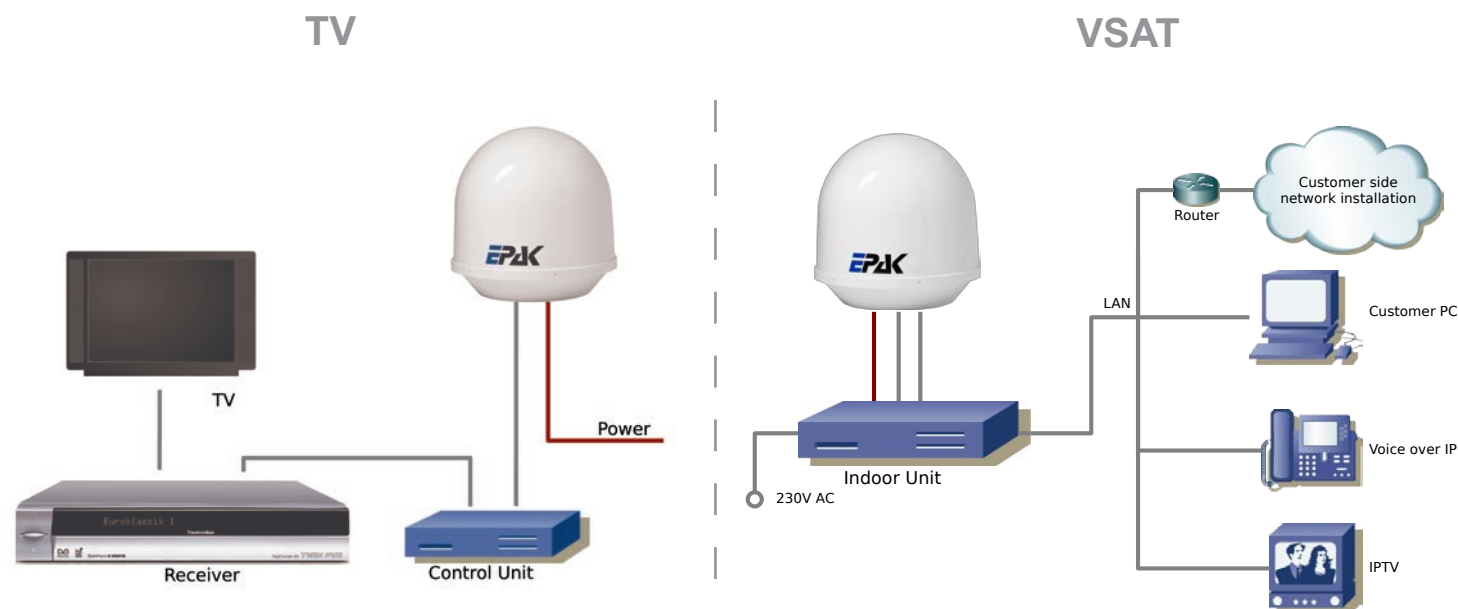 TV
VSAT
EPAK
TV
Power
Euroklassik 1
Receiver
Control Unit
EPAK
Indoor Unit
230V AC
LAN
Router
Customer side
network installation
Customer PC
Voice over IP
IPTV